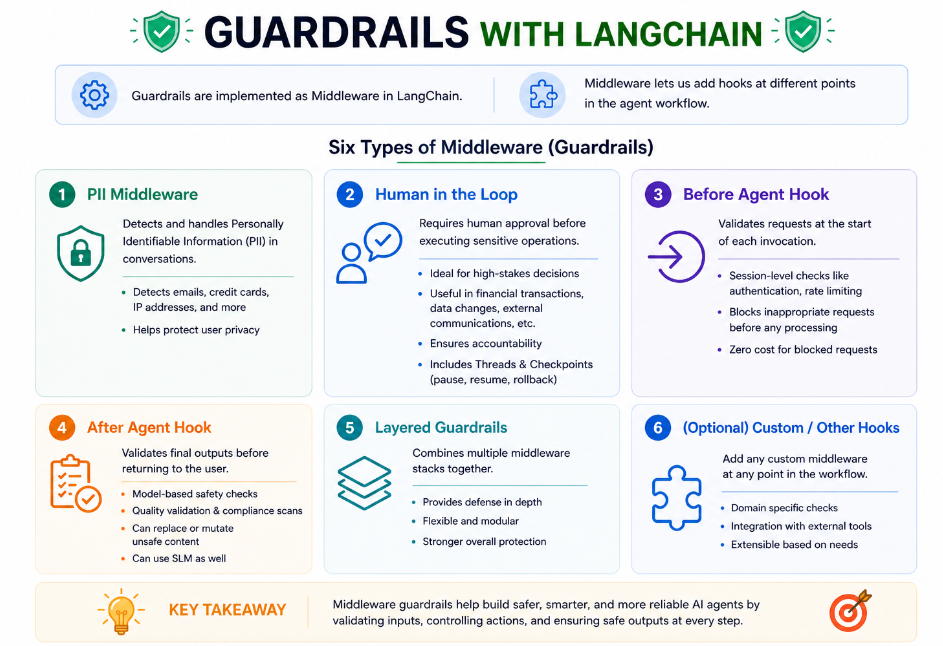 GUARDRAILS WITH LANGCHAIN
Guardrails are implemented as Middleware in LangChain.
Middleware lets us add hooks at different points
in the agent workflow.
Six Types of Middleware (Guardrails)
1 PII Middleware
Detects and handles Personally
Identifiable Information (PII) in
conversations.
• Detects emails, credit cards,
IP addresses, and more
• Helps protect user privacy
2 Human in the Loop
Requires human approval before
executing sensitive operations.
• Ideal for high-stakes decisions
• Useful in financial transactions,
data changes, external
communications, etc.
• Ensures accountability
• Includes Threads & Checkpoints
(pause, resume, rollback)
3 Before Agent Hook
Validates requests at the start
of each invocation.
• Session-level checks like
authentication, rate limiting
• Blocks inappropriate requests
before any processing
• Zero cost for blocked requests
4 After Agent Hook
Validates final outputs before
returning to the user.
• Model-based safety checks
• Quality validation & compliance scans
• Can replace or mutate
unsafe content
• Can use SLM as well
5 Layered Guardrails
Combines multiple middleware
stacks together.
• Provides defense in depth
• Flexible and modular
• Stronger overall protection
6 (Optional) Custom / Other Hooks
Add any custom middleware
at any point in the workflow.
• Domain specific checks
• Integration with external tools
• Extensible based on needs
KEY TAKEAWAY
Middleware guardrails help build safer, smarter, and more reliable AI agents by
validating inputs, controlling actions, and ensuring safe outputs at every step.